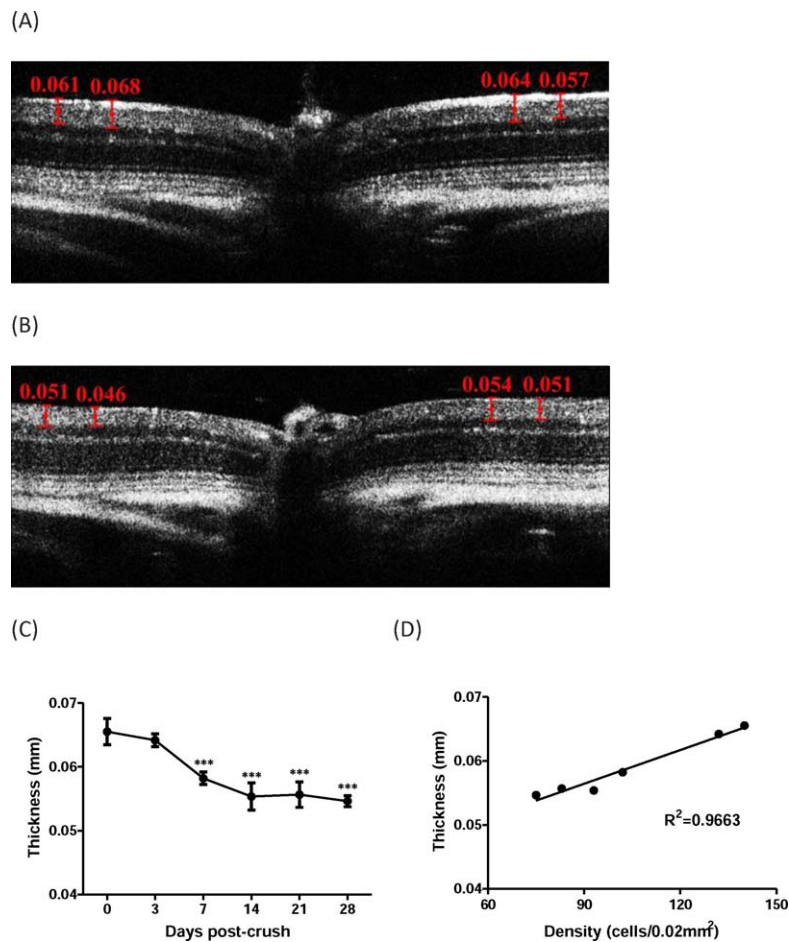 (A)
0.061 0.068 0.064 0.057
(B)
0.051 0.046 0.054 0.051
(C) (D)
0.07
0.06
0.05
0.04
Thickness (mm)
*** *** *** ***
0 3 7 14 21 28
Days post-crush
0.07
0.06
0.05
0.04
Thickness (mm)
R²=0.9663
60 90 120 150
Density (cells/0.02mm²)